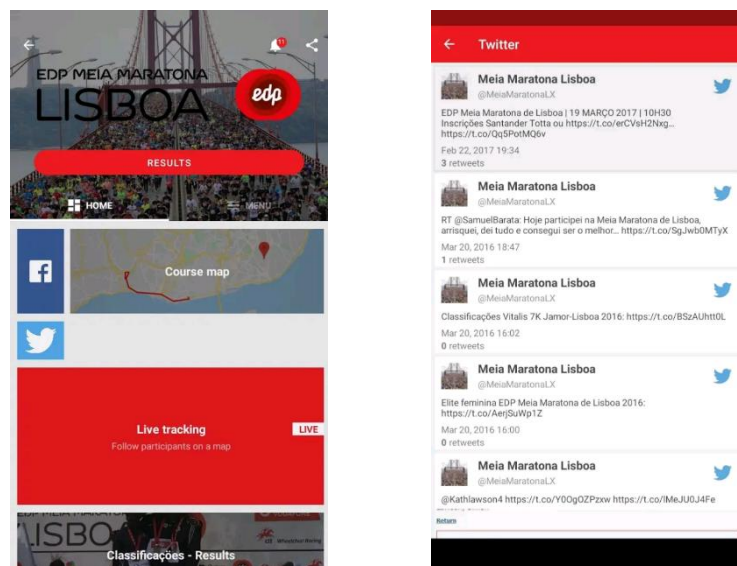 11
EDP MEIA MARATONA
LISBOA
edp
RESULTS
HOME
MENU
Course map
Live tracking
LIVE
Follow participants on a map
ISBO
Classificações - Results
Twitter
Meia Maratona Lisboa
@MeiaMaratonaLX
EDP Meia Maratona de Lisboa | 19 MARÇO 2017 | 10H30
Inscrições Santander Totta ou https://t.co/erCVsH2Nxg…
https://t.co/Qq5PotMQ6v
Feb 22, 2017 19:34
3 retweets
Meia Maratona Lisboa
@MeiaMaratonaLX
RT @SamuelBarata: Hoje participei na Meia Maratona de Lisboa,
arrisquei, dei tudo e consegui ser o melhor… https://t.co/SgJwb0MTyX
Mar 20, 2016 18:47
1 retweets
Meia Maratona Lisboa
@MeiaMaratonaLX
Classificações Vitalis 7K Jamor-Lisboa 2016: https://t.co/BSzAUhtt0L
Mar 20, 2016 16:02
0 retweets
Meia Maratona Lisboa
@MeiaMaratonaLX
Elite feminina EDP Meia Maratona de Lisboa 2016:
https://t.co/AerjSuWp1Z
Mar 20, 2016 16:00
0 retweets
Meia Maratona Lisboa
@MeiaMaratonaLX
@Kathlawson4 https://t.co/Y0OgOZPzxw https://t.co/lMeJU0J4Fe
Return